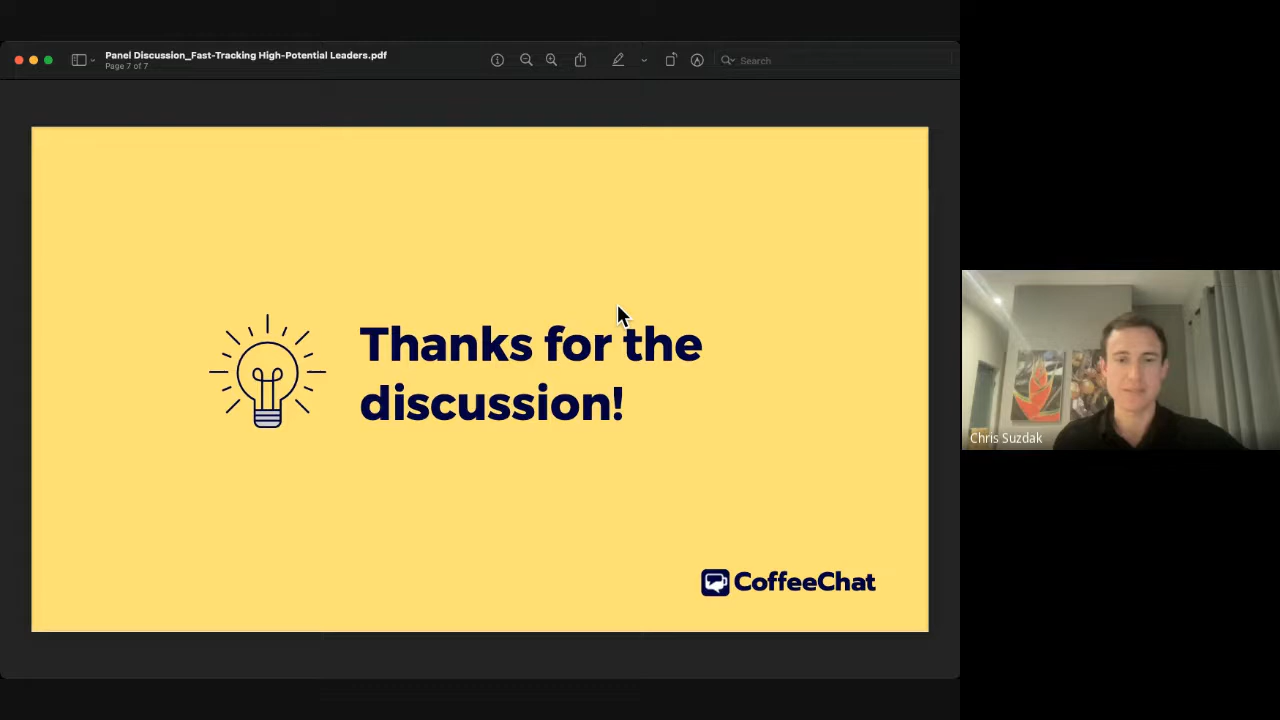 Panel Discussion_Fast-Tracking High-Potential Leaders.pdf
Page 7 of 7
Search
Thanks for the
discussion!
CoffeeChat
Chris Suzdak